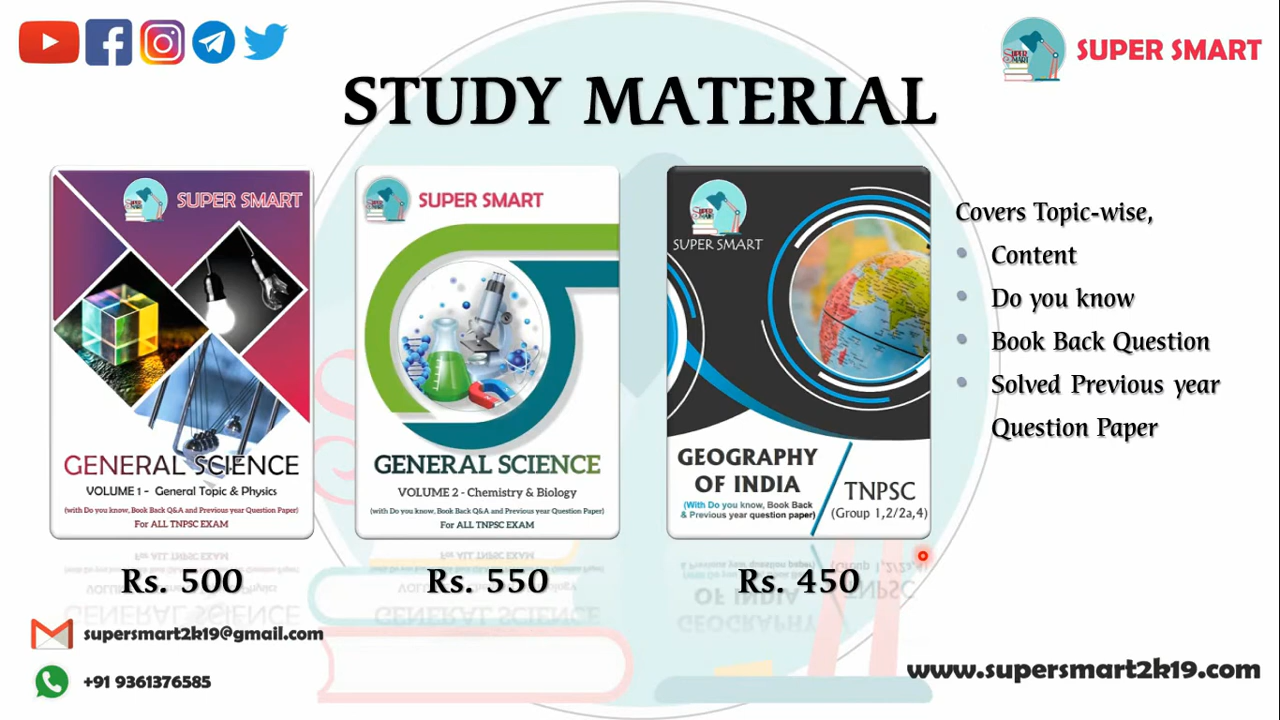 SUPER SMART
STUDY MATERIAL
SUPER SMART
GENERAL SCIENCE
VOLUME 1 - General Topic & Physics
(with Do you know, Book Back Q&A and Previous year Question Paper)
For ALL TNPSC EXAM
Rs. 500
SUPER SMART
GENERAL SCIENCE
VOLUME 2 - Chemistry & Biology
(with Do you know, Book Back Q&A and Previous year Question Paper)
For ALL TNPSC EXAM
Rs. 550
SUPER SMART
GEOGRAPHY
OF INDIA
(With Do you know, Book Back
& Previous year question paper)
TNPSC
(Group 1,2/2a,4)
Rs. 450
Covers Topic-wise,
Content
Do you know
Book Back Question
Solved Previous year
Question Paper
supersmart2k19@gmail.com
+91 9361376585
www.supersmart2k19.com